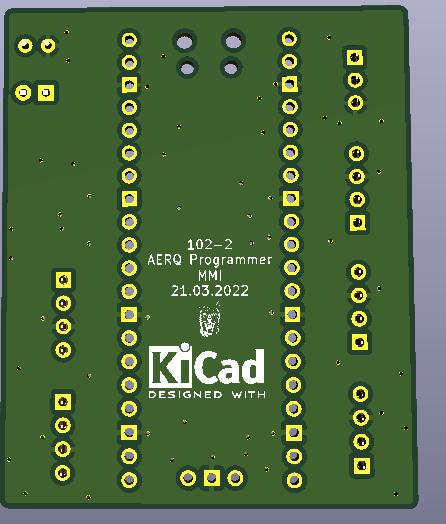 102-2
AERQ Programmer
MMI
21.03.2022
KiCad
DESIGNED WITH